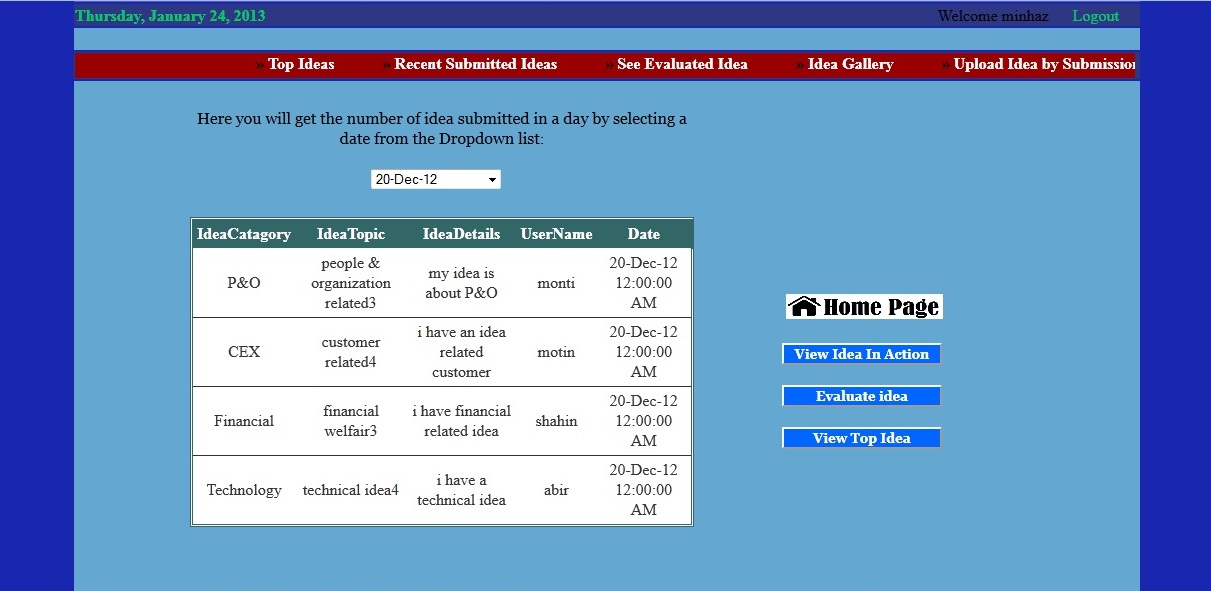 Thursday, January 24, 2013 Welcome minhaz Logout
» Top Ideas » Recent Submitted Ideas » See Evaluated Idea » Idea Gallery » Upload Idea by Submission
Here you will get the number of idea submitted in a day by selecting a
date from the Dropdown list:
20-Dec-12
IdeaCatagory IdeaTopic IdeaDetails UserName Date
P&O
people &
organization
related3
my idea is
about P&O
monti
20-Dec-12
12:00:00
AM
CEX
customer
related4
i have an idea
related
customer
motin
20-Dec-12
12:00:00
AM
Financial
financial
welfair3
i have financial
related idea
shahin
20-Dec-12
12:00:00
AM
Technology
technical idea4
i have a
technical idea
abir
20-Dec-12
12:00:00
AM
Home Page
View Idea In Action
Evaluate idea
View Top Idea